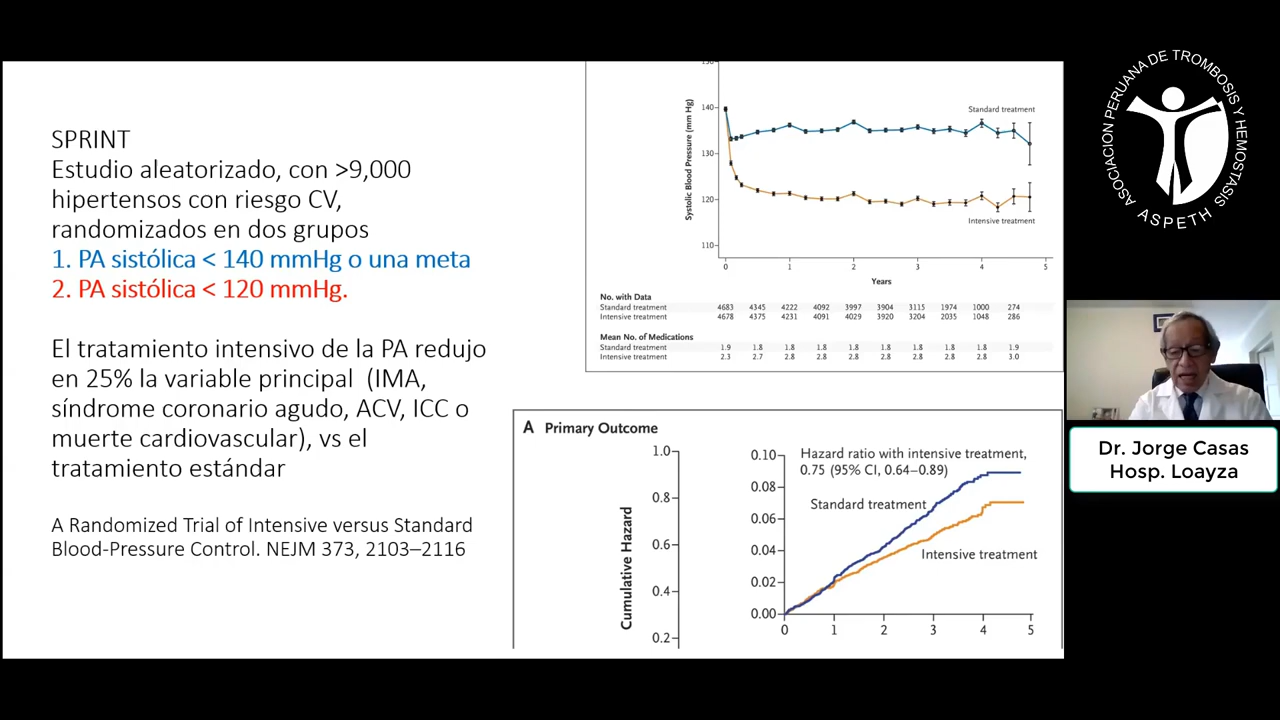 SPRINT
Estudio aleatorizado, con >9,000
hipertensos con riesgo CV,
randomizados en dos grupos
1. PA sistólica < 140 mmHg o una meta
2. PA sistólica < 120 mmHg.
El tratamiento intensivo de la PA redujo
en 25% la variable principal (IMA,
síndrome coronario agudo, ACV, ICC o
muerte cardiovascular), vs el
tratamiento estándar
A Randomized Trial of Intensive versus Standard
Blood-Pressure Control. NEJM 373, 2103–2116
Systolic Blood Pressure (mm Hg)
140
130
120
110
Standard treatment
Intensive treatment
0 1 2 3 4 5
Years
No. with Data
Standard treatment 4683 4345 4222 4092 3997 3904 3115 1974 1000 274
Intensive treatment 4678 4375 4231 4091 4029 3920 3204 2035 1048 286
Mean No. of Medications
Standard treatment 1.9 1.8 1.8 1.8 1.8 1.8 1.8 1.8 1.8 1.9
Intensive treatment 2.3 2.7 2.8 2.8 2.8 2.8 2.8 2.8 2.8 3.0
A Primary Outcome
Cumulative Hazard
1.0
0.8
0.6
0.4
0.2
0.10
0.08
0.06
0.04
0.02
0.00
Hazard ratio with intensive treatment,
0.75 (95% CI, 0.64–0.89)
Standard treatment
Intensive treatment
0 1 2 3 4 5
ASOCIACION PERUANA DE TROMBOSIS Y HEMOSTASIS
ASPETH
Dr. Jorge Casas
Hosp. Loayza